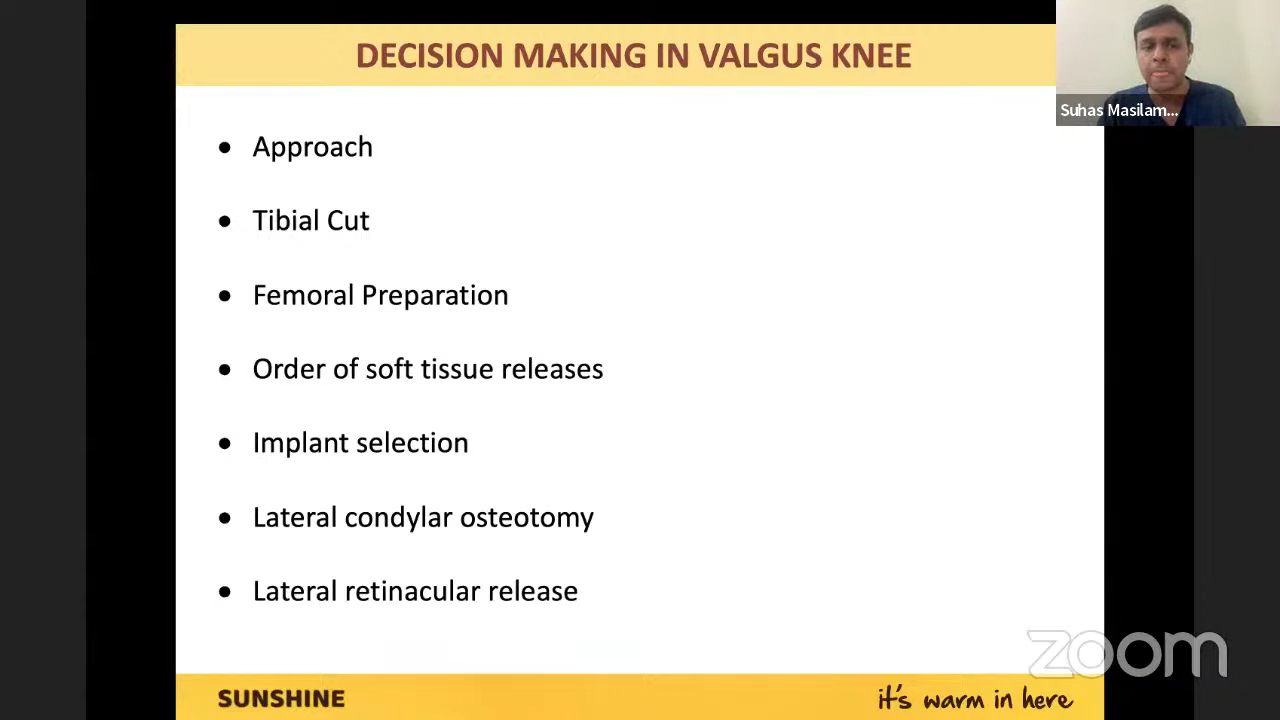 DECISION MAKING IN VALGUS KNEE
Suhas Masilam...
• Approach
• Tibial Cut
• Femoral Preparation
• Order of soft tissue releases
• Implant selection
• Lateral condylar osteotomy
• Lateral retinacular release
zoom
SUNSHINE
it's warm in here